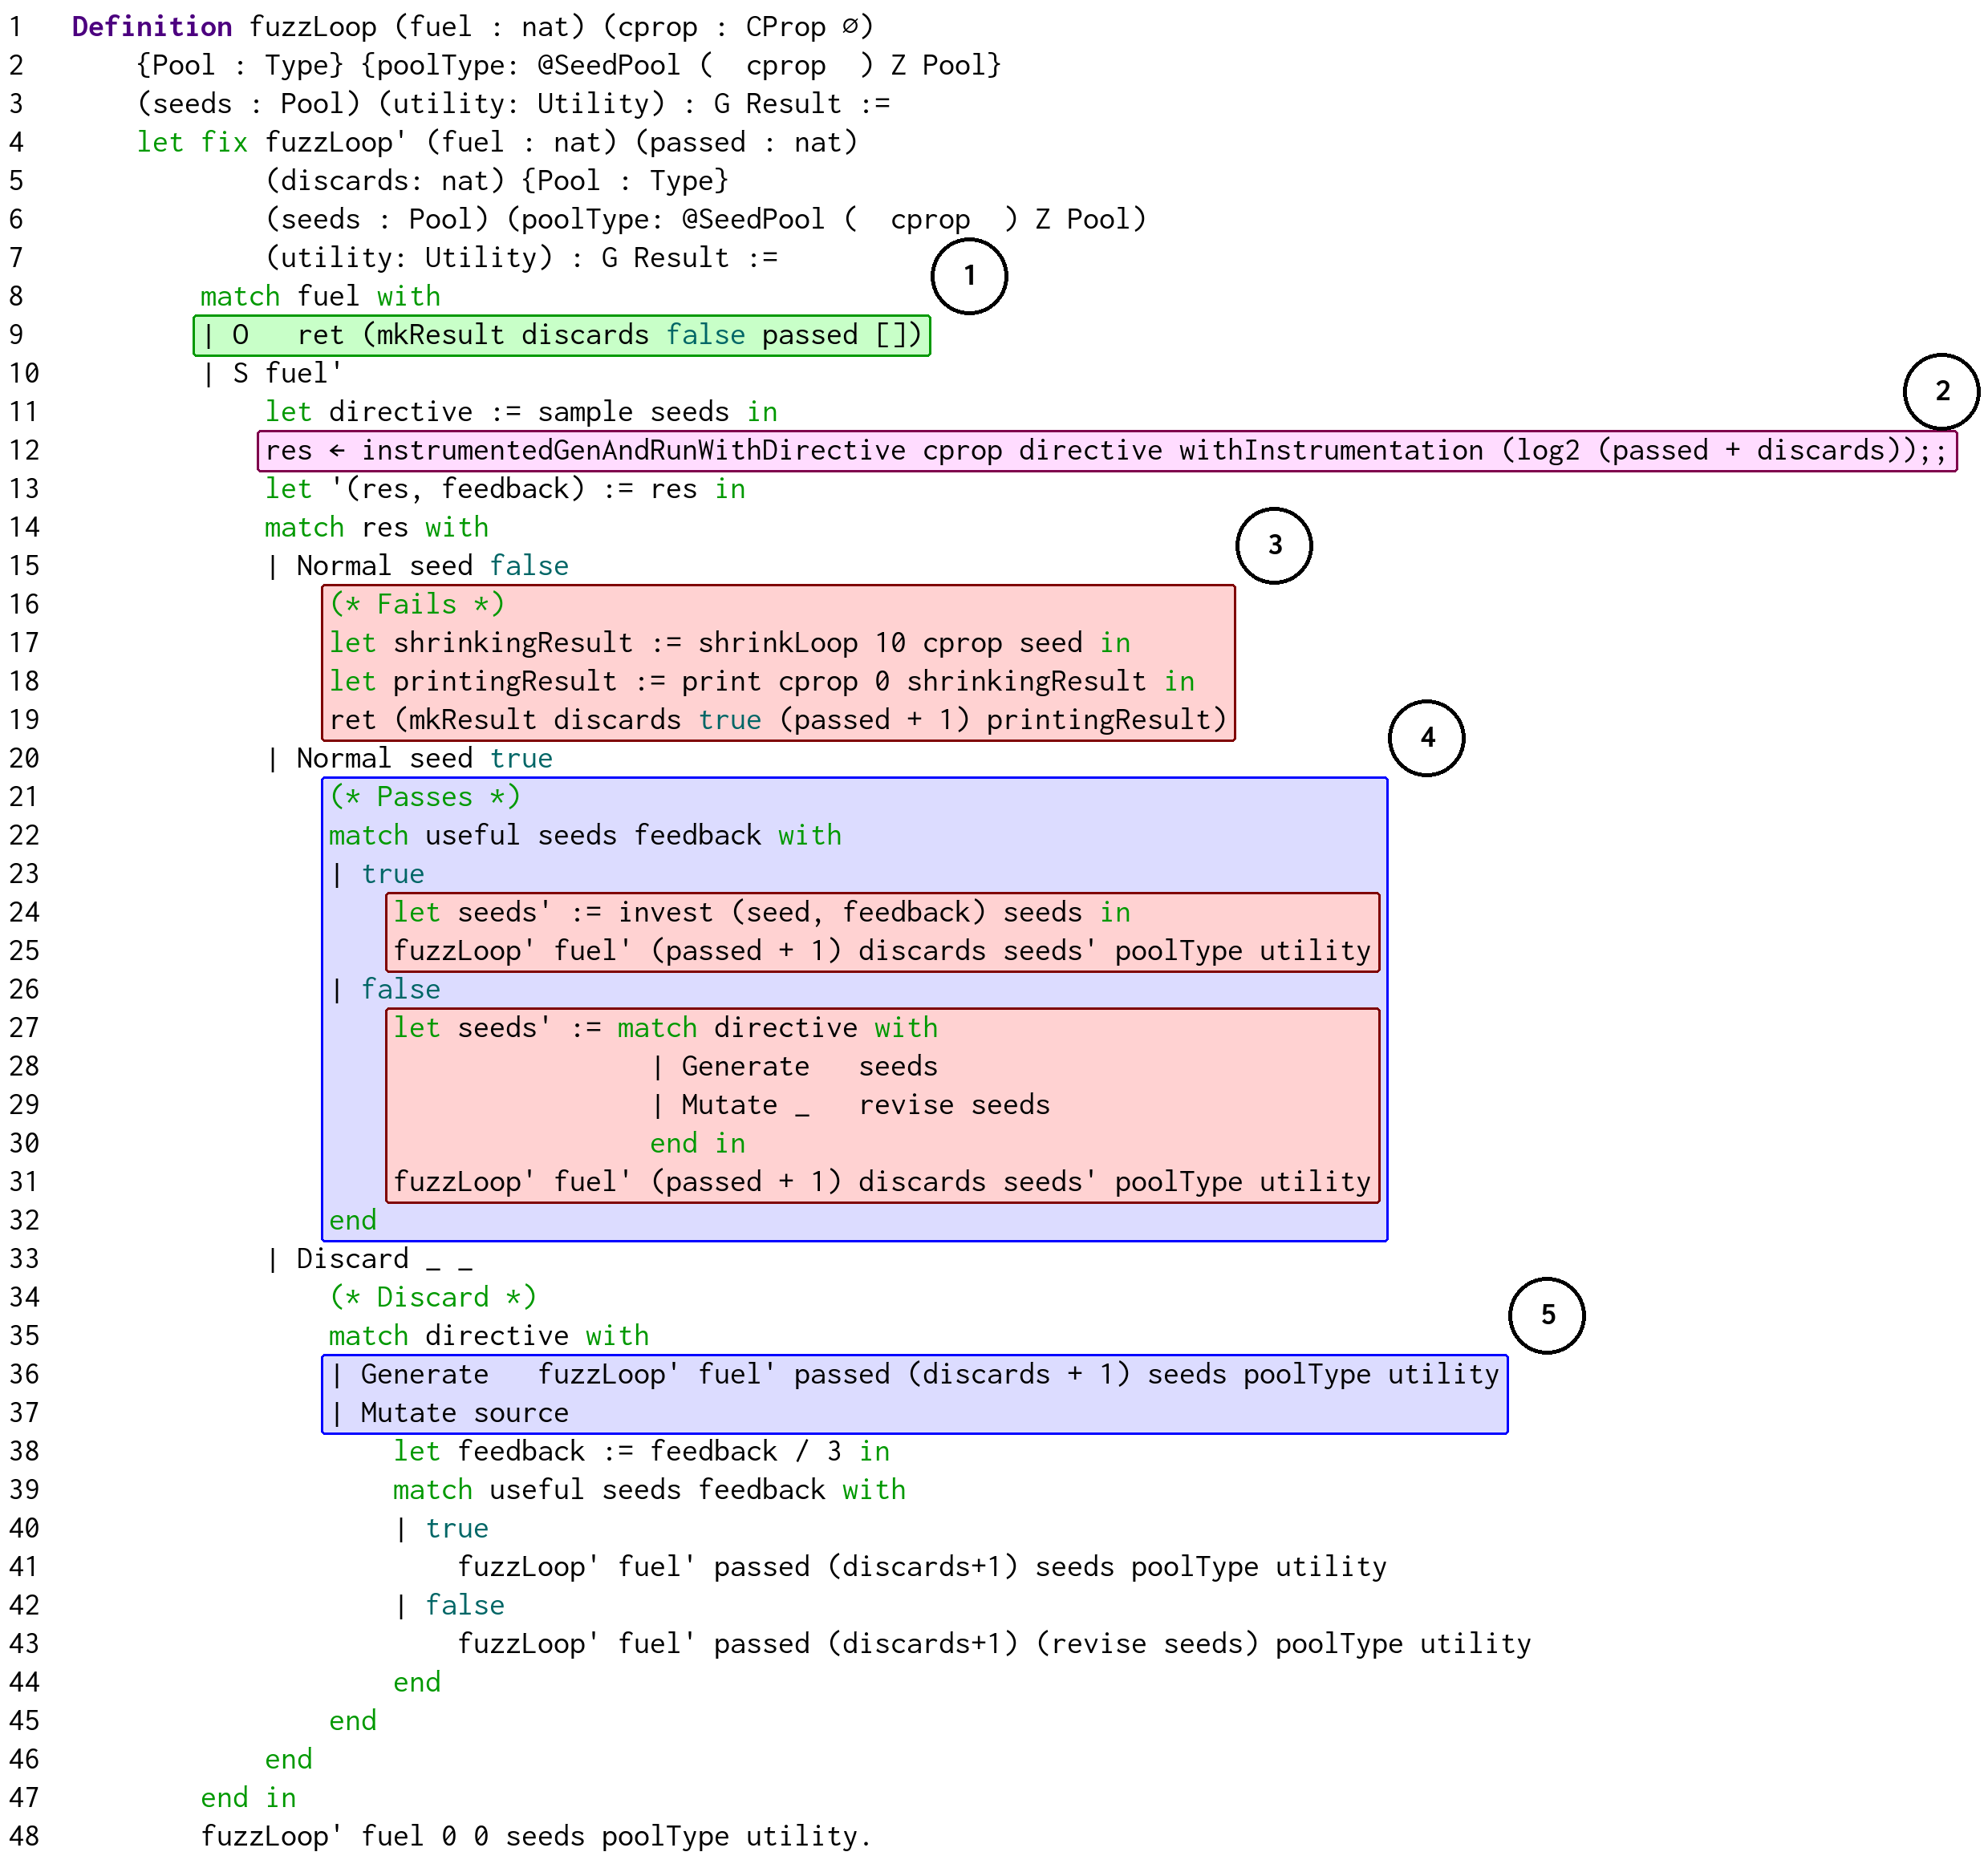 1 Definition fuzzLoop (fuel : nat) (cprop : CProp ∅)
2 {Pool : Type} {poolType: @SeedPool ( cprop ) Z Pool}
3 (seeds : Pool) (utility: Utility) : G Result :=
4 let fix fuzzLoop' (fuel : nat) (passed : nat)
5 (discards: nat) {Pool : Type}
6 (seeds : Pool) (poolType: @SeedPool ( cprop ) Z Pool)
7 (utility: Utility) : G Result :=
1
8 match fuel with
9 | O ret (mkResult discards false passed [])
10 | S fuel'
2
11 let directive := sample seeds in
12 res ← instrumentedGenAndRunWithDirective cprop directive withInstrumentation (log2 (passed + discards));;
13 let '(res, feedback) := res in
14 match res with
3
15 | Normal seed false
16 (* Fails *)
17 let shrinkingResult := shrinkLoop 10 cprop seed in
18 let printingResult := print cprop 0 shrinkingResult in
19 ret (mkResult discards true (passed + 1) printingResult)
4
20 | Normal seed true
21 (* Passes *)
22 match useful seeds feedback with
23 | true
24 let seeds' := invest (seed, feedback) seeds in
25 fuzzLoop' fuel' (passed + 1) discards seeds' poolType utility
26 | false
27 let seeds' := match directive with
28 | Generate seeds
29 | Mutate _ revise seeds
30 end in
31 fuzzLoop' fuel' (passed + 1) discards seeds' poolType utility
32 end
33 | Discard _ _
34 (* Discard *)
5
35 match directive with
36 | Generate fuzzLoop' fuel' passed (discards + 1) seeds poolType utility
37 | Mutate source
38 let feedback := feedback / 3 in
39 match useful seeds feedback with
40 | true
41 fuzzLoop' fuel' passed (discards+1) seeds poolType utility
42 | false
43 fuzzLoop' fuel' passed (discards+1) (revise seeds) poolType utility
44 end
45 end
46 end
47 end in
48 fuzzLoop' fuel 0 0 seeds poolType utility.